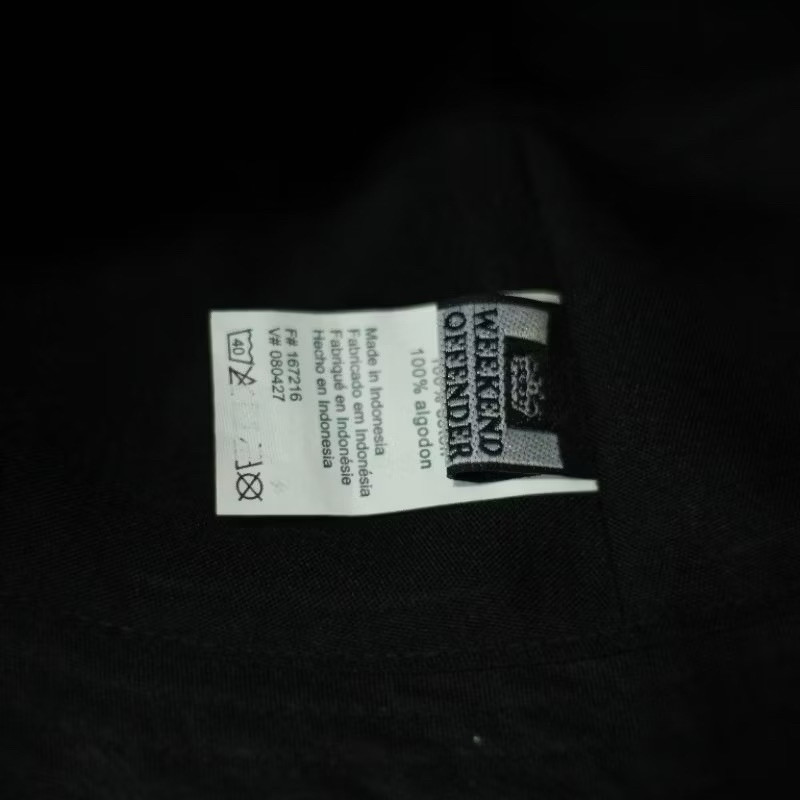 WEEKEND
OFFENDER
100% algodon
Made in Indonesia
Fabricado em Indonésia
Fabriqué en Indonésie
Hecho en Indonesia
F# 167216
V# 080427
40